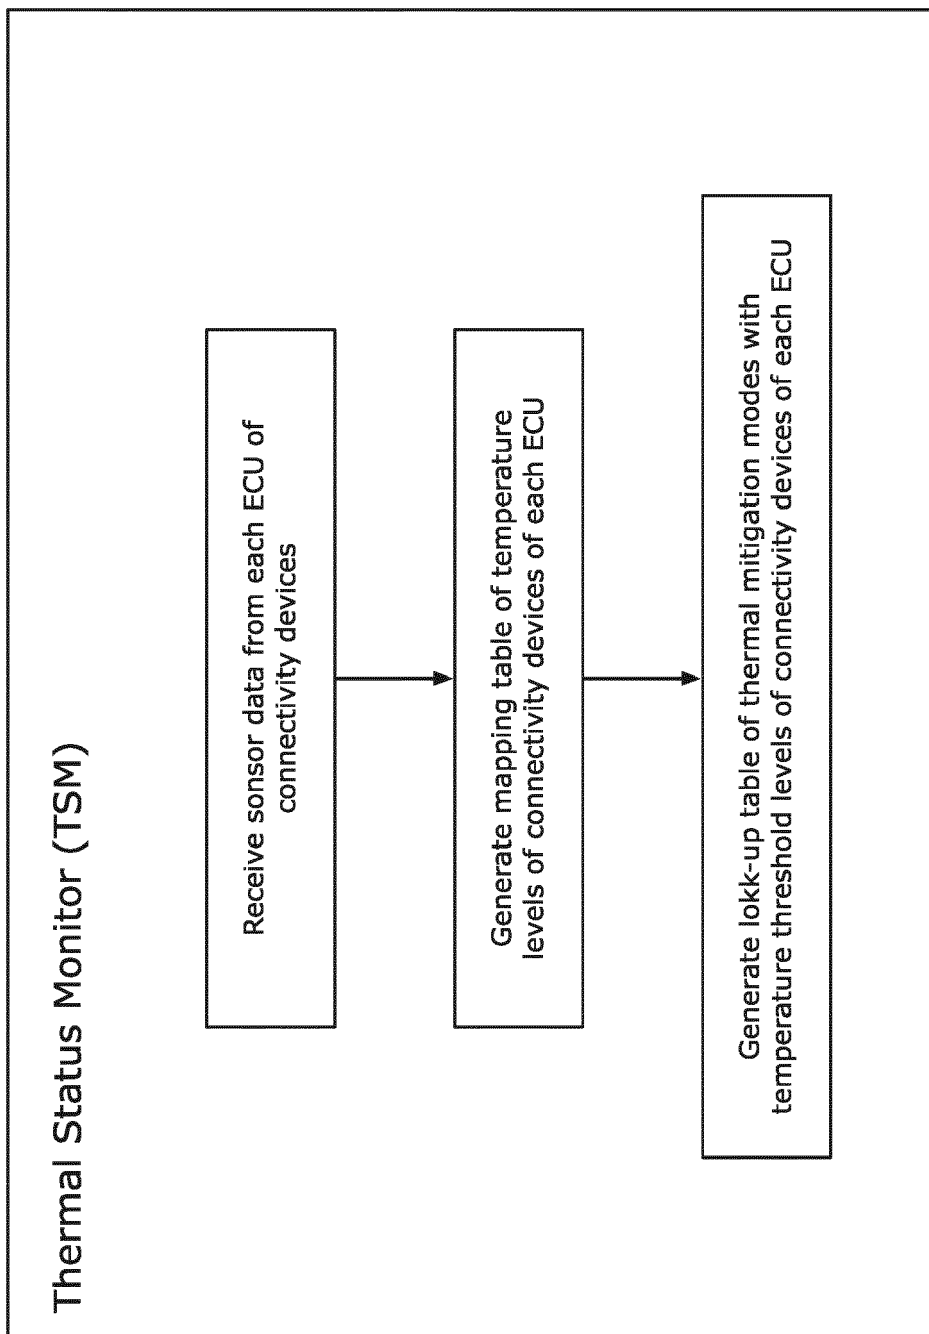 Thermal Status Monitor (TSM)
Receive sonsor data from each ECU of
connectivity devices
Generate mapping table of temperature
levels of connectivity devices of each ECU
Generate lokk-up table of thermal mitigation modes with
temperature threshold levels of connectivity devices of each ECU